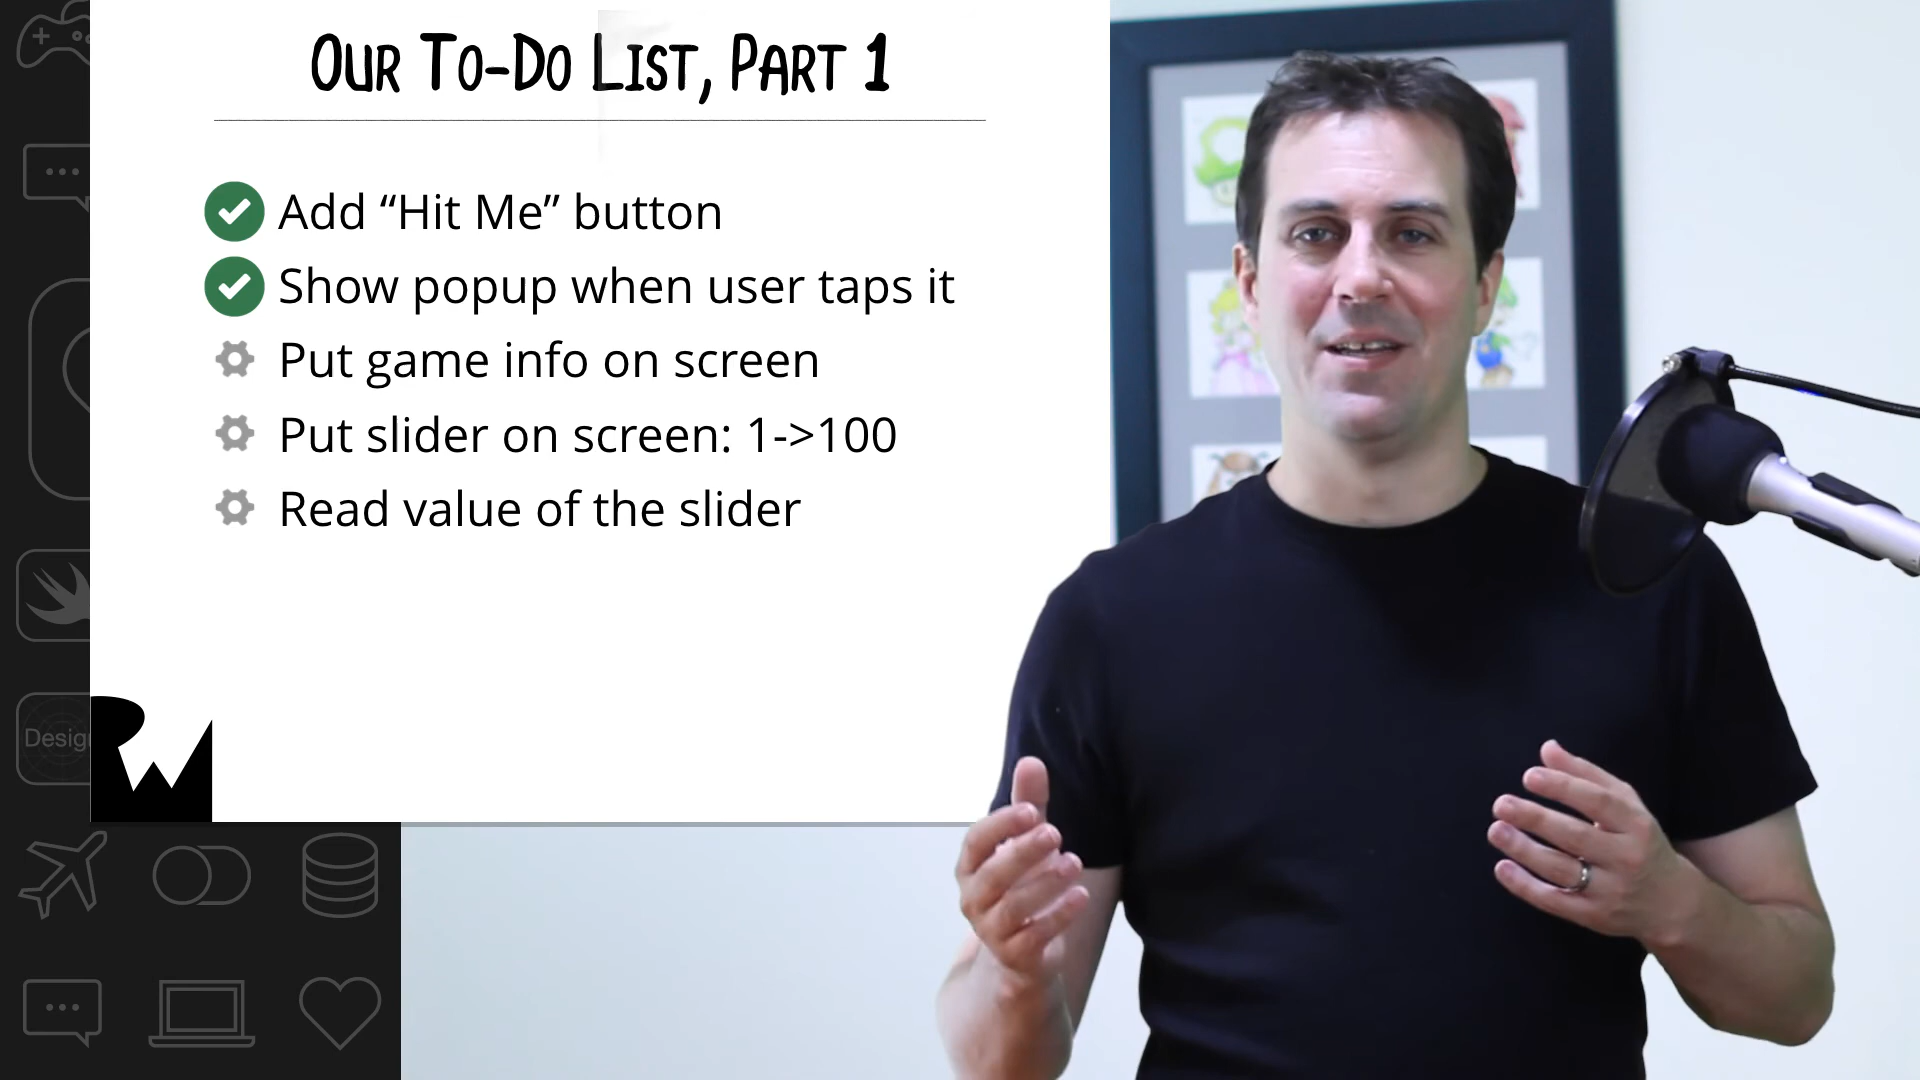 Our To-Do List, Part 1
Add “Hit Me” button
Show popup when user taps it
Put game info on screen
Put slider on screen: 1->100
Read value of the slider
Desig